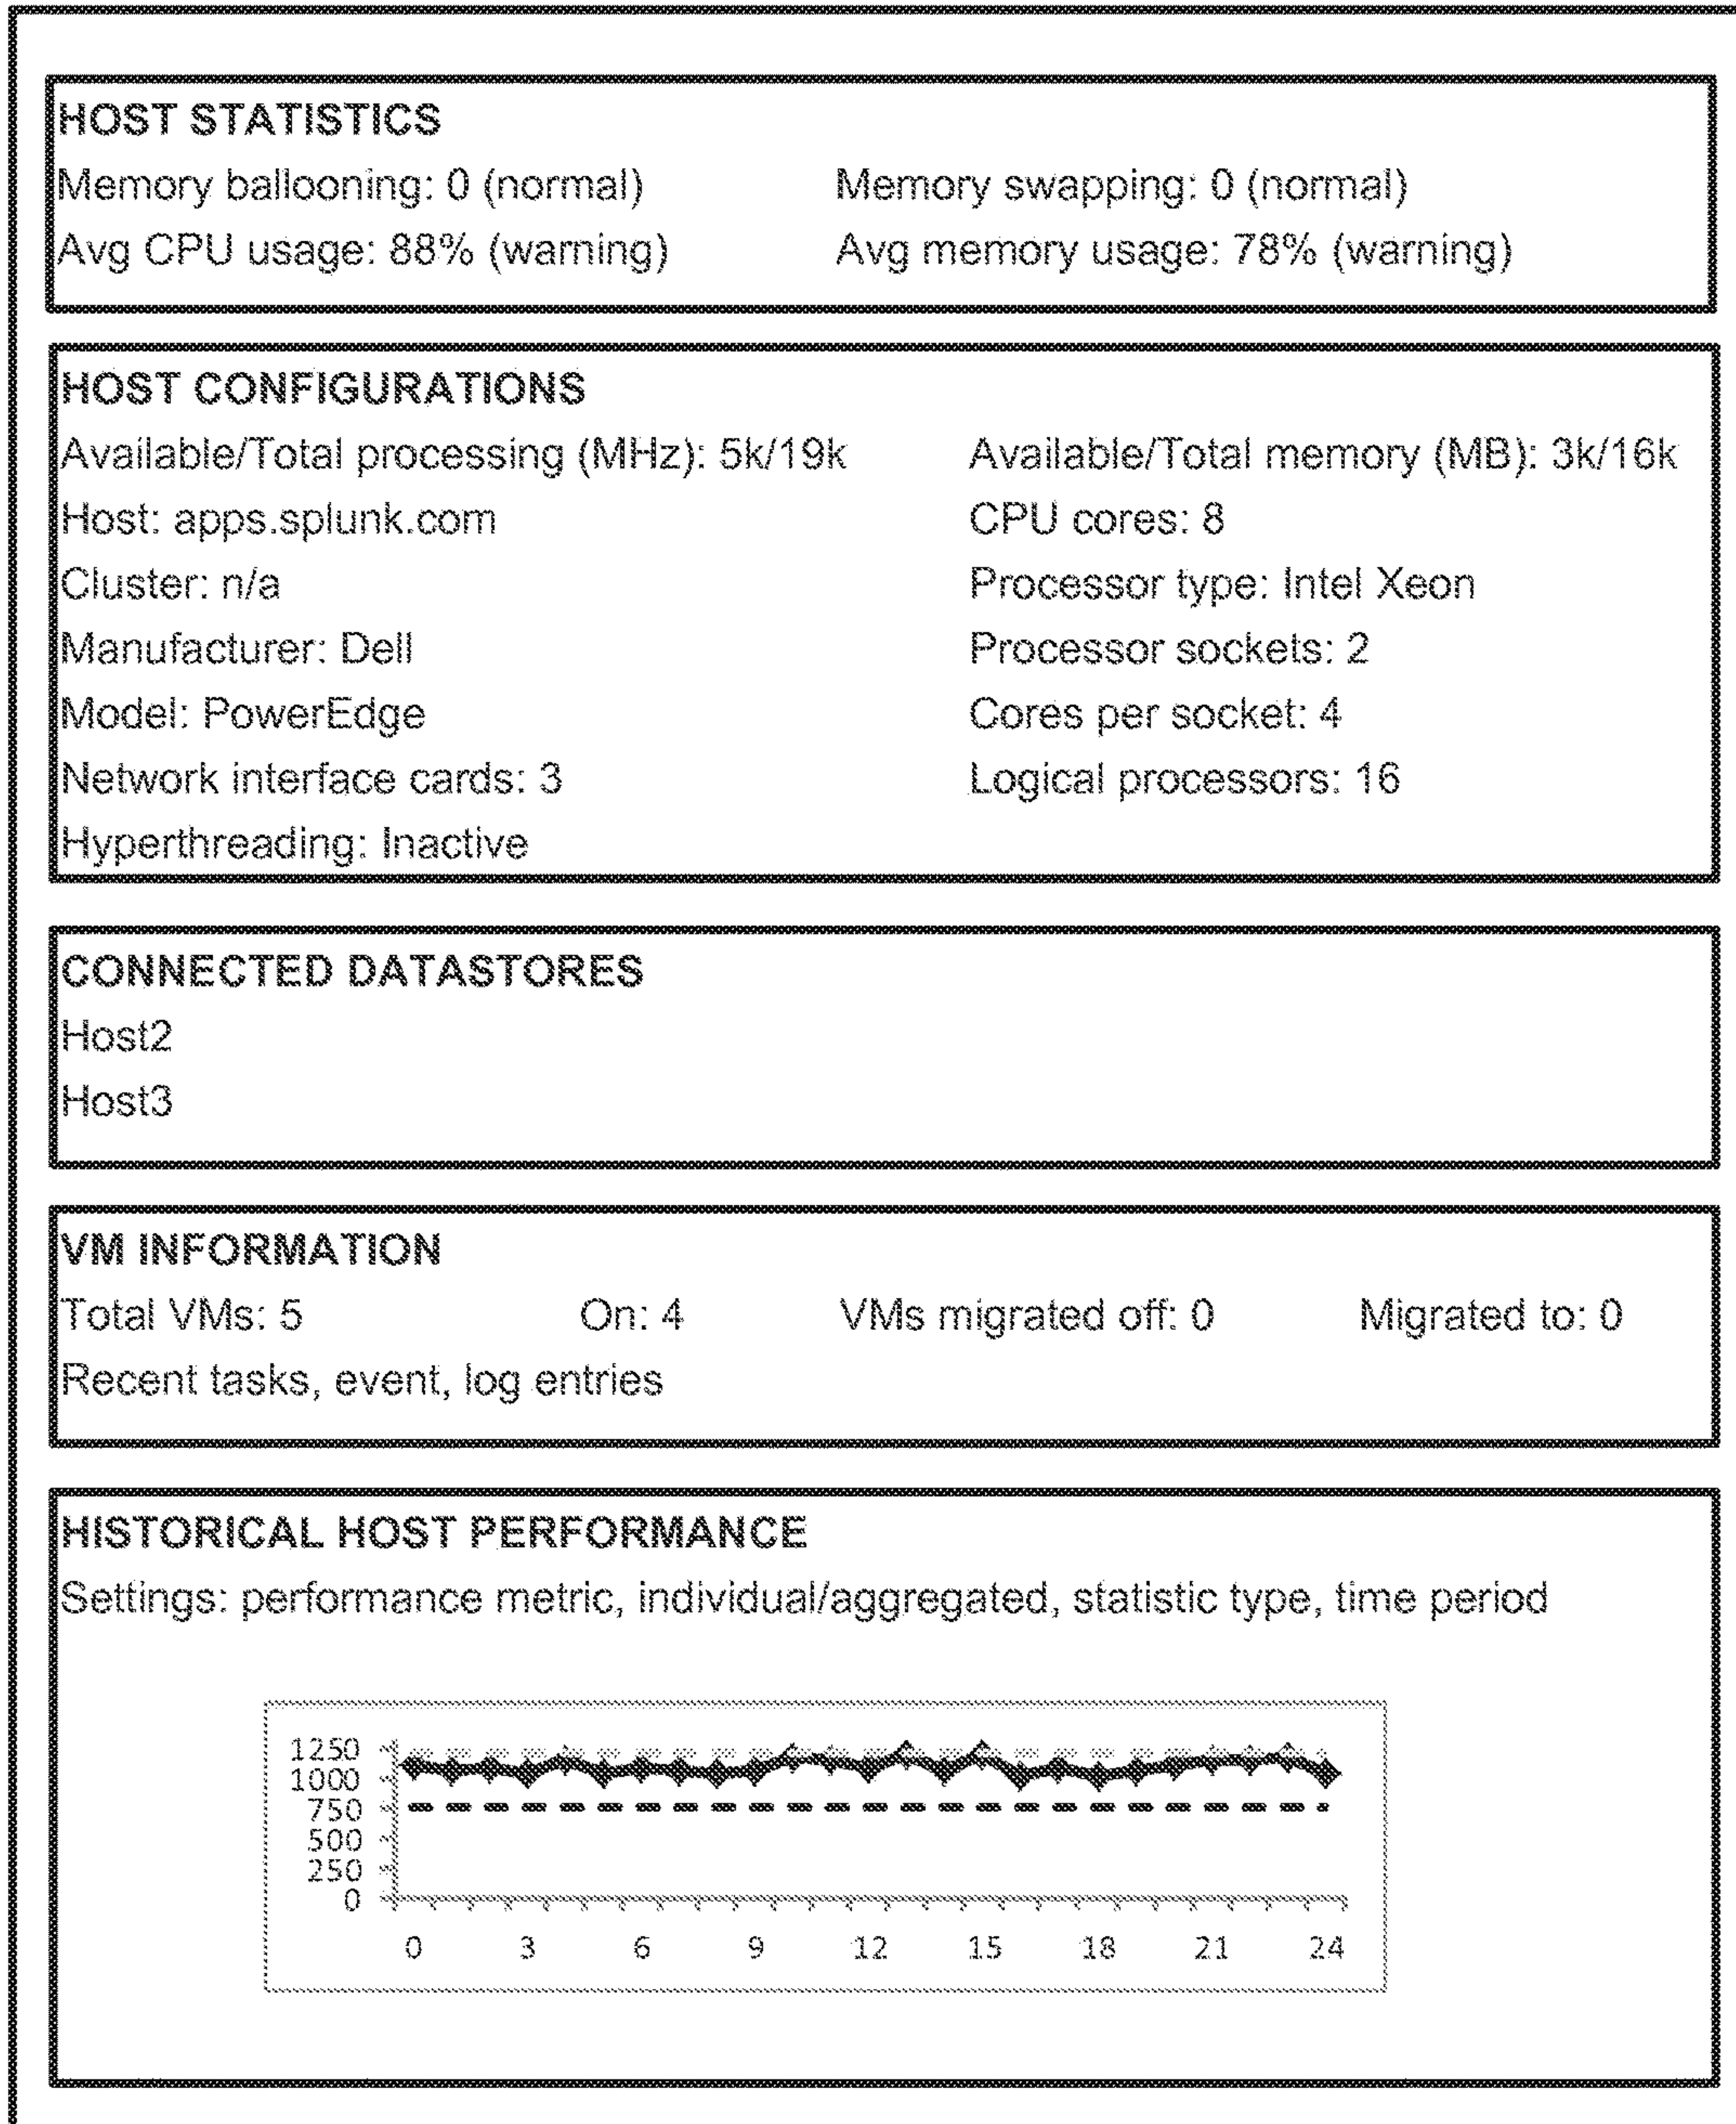 HOST STATISTICS
Memory ballooning: 0 (normal) Memory swapping: 0 (normal)
Avg CPU usage: 88% (warning) Avg memory usage: 78% (warning)
HOST CONFIGURATIONS
Available/Total processing (MHz): 5k/19k Available/Total memory (MB): 3k/16k
Host: apps.splunk.com CPU cores: 8
Cluster: n/a Processor type: Intel Xeon
Manufacturer: Dell Processor sockets: 2
Model: PowerEdge Cores per socket: 4
Network interface cards: 3 Logical processors: 16
Hyperthreading: Inactive
CONNECTED DATASTORES
Host2
Host3
VM INFORMATION
Total VMs: 5 On: 4 VMs migrated off: 0 Migrated to: 0
Recent tasks, event, log entries
HISTORICAL HOST PERFORMANCE
Settings: performance metric, individual/aggregated, statistic type, time period
1250
1000
750
500
250
0
0 3 6 9 12 15 18 21 24